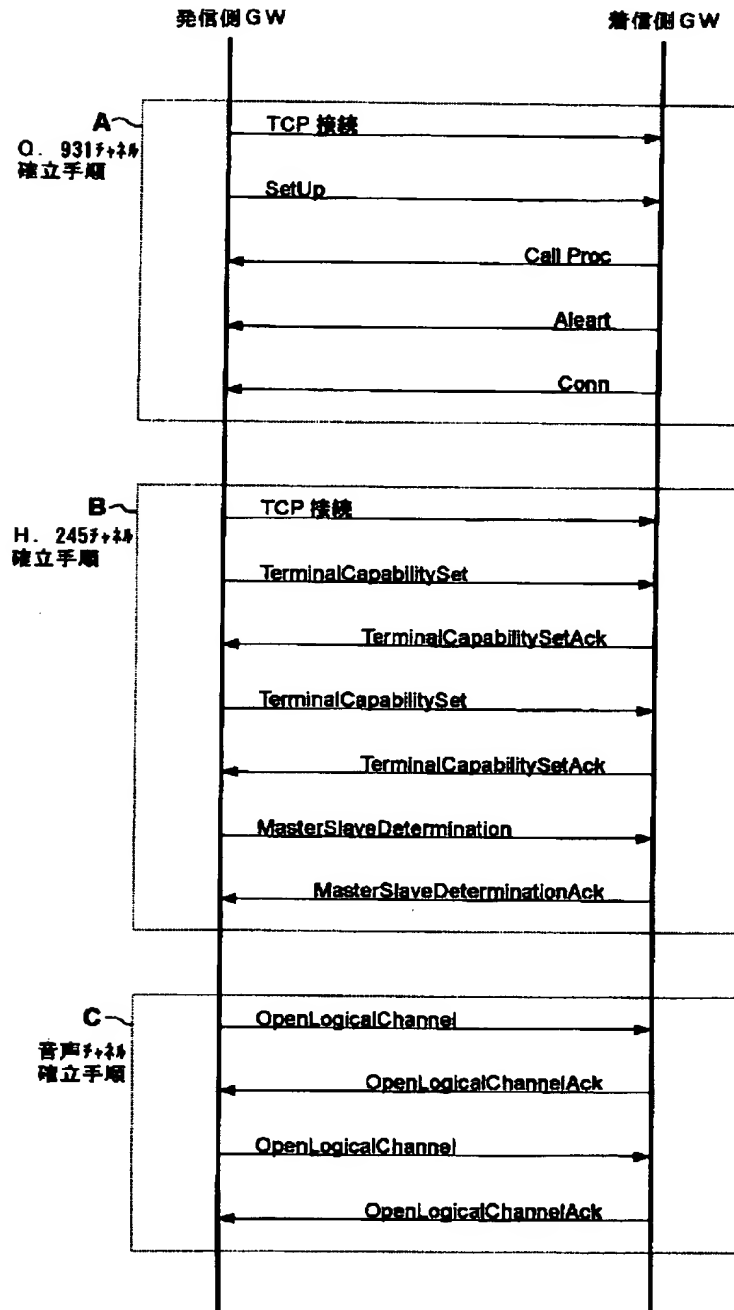 発信側GW
着信側GW
A
Q. 931ﾁｬﾈﾙ
確立手順
TCP 接続
SetUp
Call Proc
Aleart
Conn
B
H. 245ﾁｬﾈﾙ
確立手順
TCP 接続
TerminalCapabilitySet
TerminalCapabilitySetAck
TerminalCapabilitySet
TerminalCapabilitySetAck
MasterSlaveDetermination
MasterSlaveDeterminationAck
C
音声ﾁｬﾈﾙ
確立手順
OpenLogicalChannel
OpenLogicalChannelAck
OpenLogicalChannel
OpenLogicalChannelAck